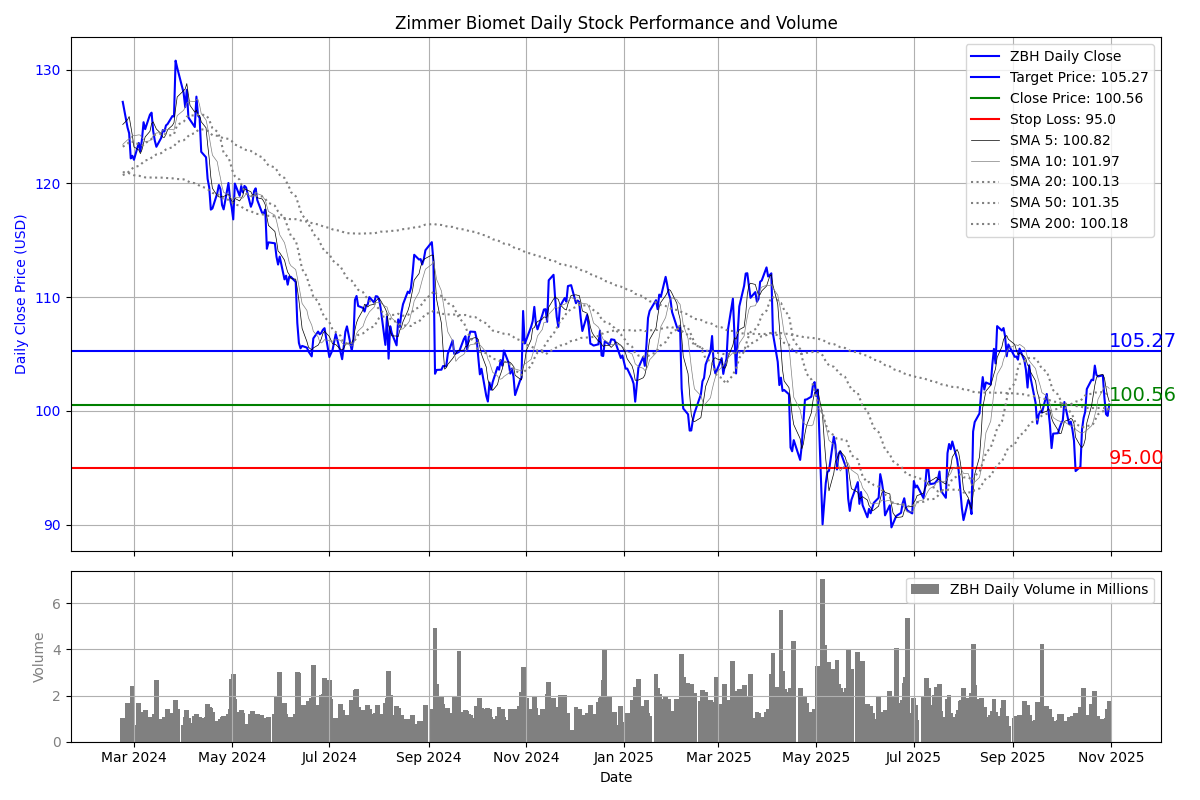 Zimmer Biomet Daily Stock Performance and Volume
Daily Close Price (USD)
130
120
110
100
90
ZBH Daily Close
Target Price: 105.27
Close Price: 100.56
Stop Loss: 95.0
SMA 5: 100.82
SMA 10: 101.97
SMA 20: 100.13
SMA 50: 101.35
SMA 200: 100.18
105.27
100.56
95.00
Volume
6
4
2
0
ZBH Daily Volume in Millions
Mar 2024 May 2024 Jul 2024 Sep 2024 Nov 2024 Jan 2025 Mar 2025 May 2025 Jul 2025 Sep 2025 Nov 2025
Date